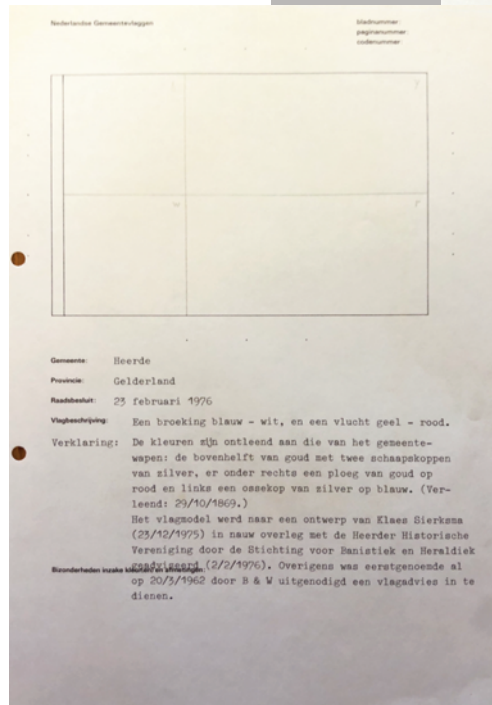 Nederlandse Gemeentevlaggen
bladnummer:
paginanummer:
codenummer:
Gemeente: Heerde
Provincie: Gelderland
Raadsbesluit: 23 februari 1976
Vlagbeschrijving: Een broeking blauw - wit, en een vlucht geel - rood.
Verklaring: De kleuren zijn ontleend aan die van het gemeente-
wapen: de bovenhelft van goud met twee schaapskoppen
van zilver, er onder rechts een ploeg van goud op
rood en links een ossekop van zilver op blauw. (Ver-
leend: 29/10/1869.)
Het vlagmodel werd naar een ontwerp van Klaes Sierksma
(23/12/1975) in nauw overleg met de Heerder Historische
Vereniging door de Stichting voor Banistiek en Heraldiek
Bizonderheden inzake kleuren en afmetingen: geadviseerd (2/2/1976). Overigens was eerstgenoemde al
op 20/3/1962 door B & W uitgenodigd een vlagadvies in te
dienen.